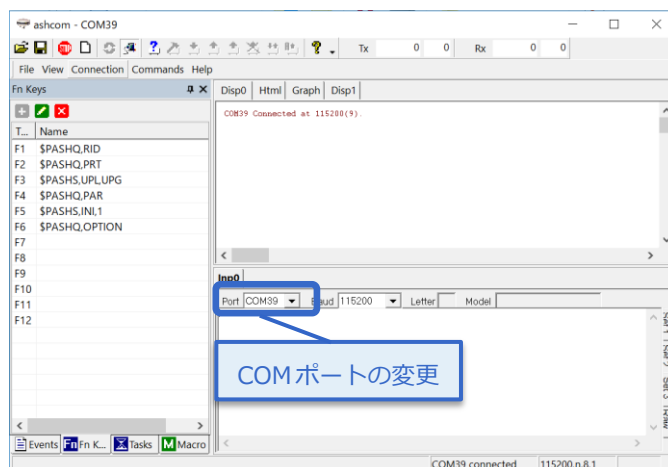 ashcom - COM39
Tx 0 0 Rx 0 0
File View Connection Commands Help
Fn Keys
Disp0 Html Graph Disp1
T... Name
F1 $PASHQ,RID
F2 $PASHQ,PRT
F3 $PASHS,UPL,UPG
F4 $PASHQ,PAR
F5 $PASHS,INI,1
F6 $PASHQ,OPTION
F7
F8
F9
F10
F11
F12
COM39 Connected at 115200(9).
Inp0
Port COM39 Baud 115200 Letter Model
COMポートの変更
Events Fn Fn K... Tasks M Macro
COM39 connected 115200,n,8,1